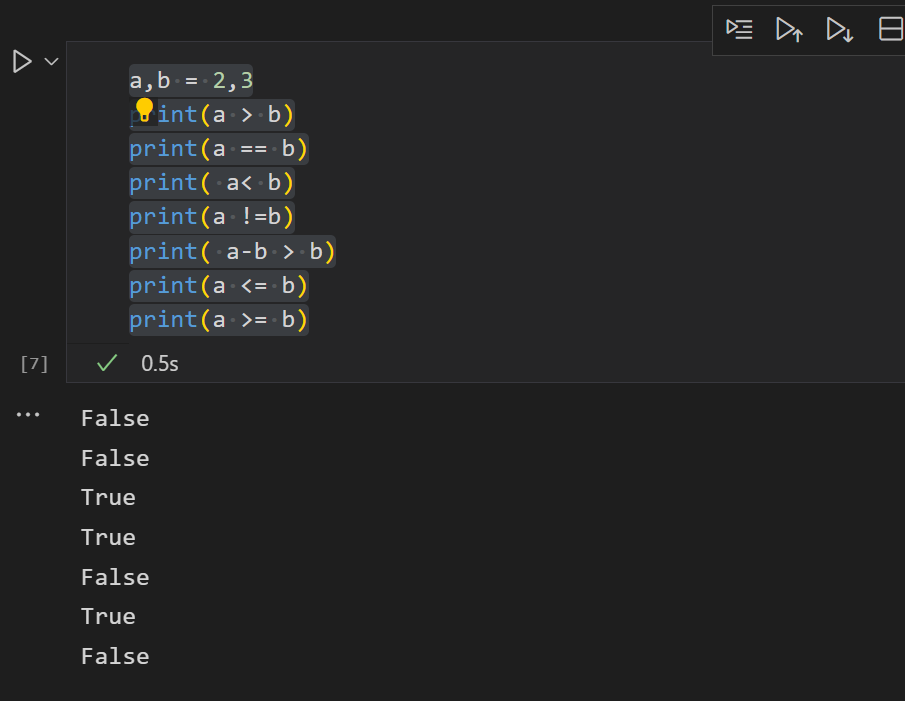 a,b = 2,3
print(a > b)
print(a == b)
print( a< b)
print(a !=b)
print( a-b > b)
print(a <= b)
print(a >= b)
[7] 0.5s
False
False
True
True
False
True
False